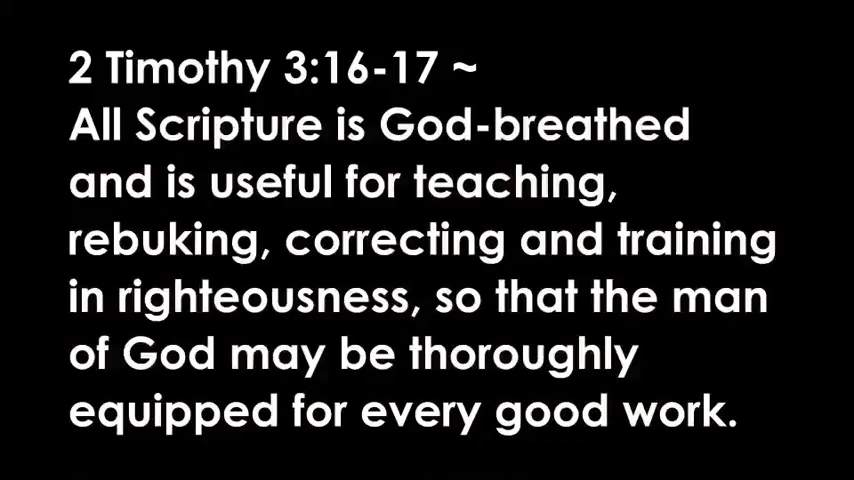 2 Timothy 3:16-17 ~
All Scripture is God-breathed
and is useful for teaching,
rebuking, correcting and training
in righteousness, so that the man
of God may be thoroughly
equipped for every good work.